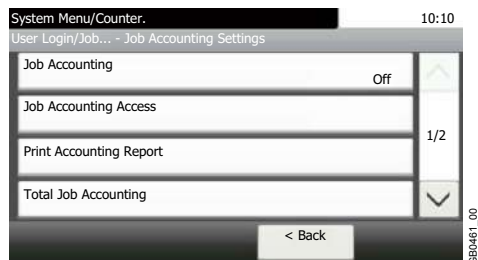 System Menu/Counter.
10:10
User Login/Job... - Job Accounting Settings
Job Accounting
Off
Job Accounting Access
1/2
Print Accounting Report
Total Job Accounting
< Back
GB0461_00